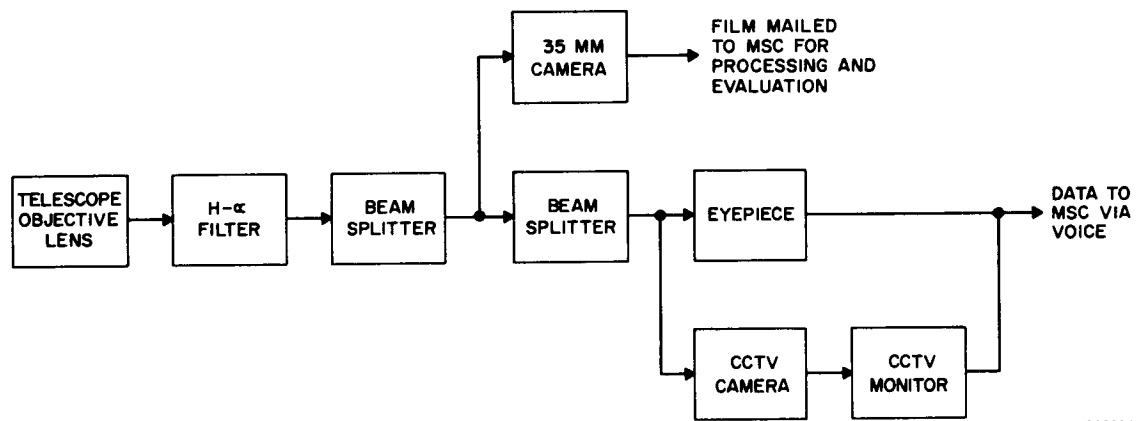 35 MM
CAMERA
FILM MAILED
TO MSC FOR
PROCESSING AND
EVALUATION
TELESCOPE
OBJECTIVE
LENS
H-α
FILTER
BEAM
SPLITTER
BEAM
SPLITTER
EYEPIECE
DATA TO
MSC VIA
VOICE
CCTV
CAMERA
CCTV
MONITOR